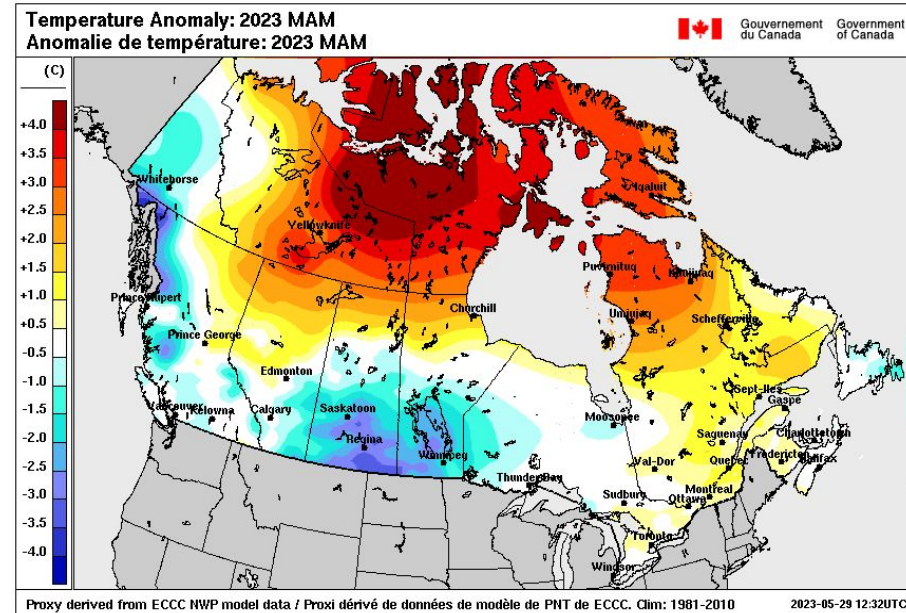 Temperature Anomaly: 2023 MAM
Anomalie de température: 2023 MAM
Gouvernement du Canada
Government of Canada
(C)
+4.0
+3.5
+3.0
+2.5
+2.0
+1.0
+0.5
-0.5
-1.0
-1.5
-2.0
-2.5
-3.0
-3.5
-4.0
Whitehorse
Yellowknife
Iqaluit
Puvirnituq
Kuujjuaq
Prince Rupert
Churchill
Umiujaq
Schefferville
Prince George
Edmonton
Sept-Iles
Gaspe
Vancouver
Kelowna
Calgary
Saskatoon
Moosonee
Charlottetown
Regina
Saguenay
Winnipeg
Val-Dor
Quebec
Fredericton
Halifax
Thunder Bay
Sudbury
Ottawa
Montreal
Toronto
Windsor
Proxy derived from ECCC NWP model data / Proxi dérivé de données de modèle de PNT de ECCC. Clim: 1981-2010
2023-05-29 12:32UTC